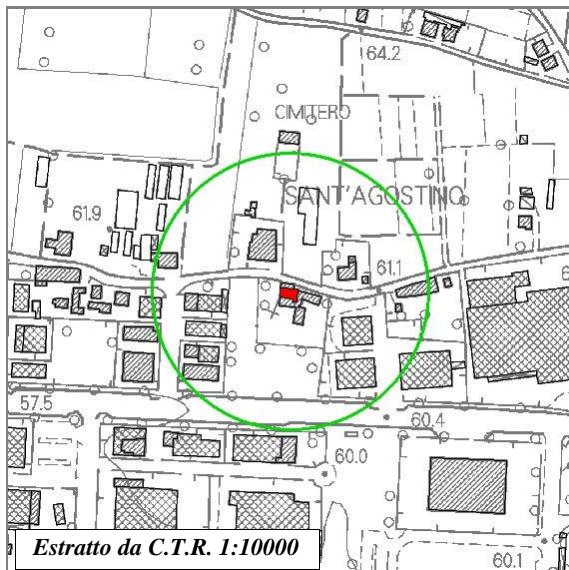 64.2
CIMITERO
SANT'AGOSTINO
61.9
61.1
57.5
60.4
60.0
Estratto da C.T.R. 1:10000
60.1